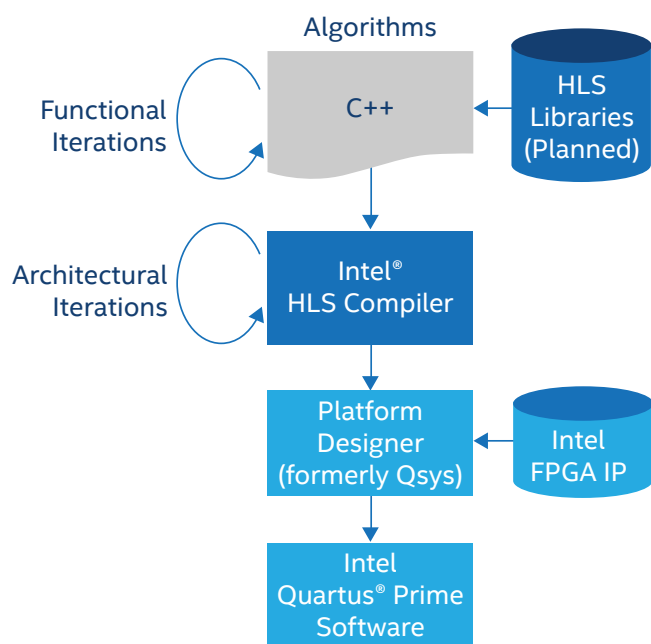 Algorithms
C++
HLS
Libraries
(Planned)
Functional
Iterations
Intel®
HLS Compiler
Architectural
Iterations
Platform
Designer
(formerly Qsys)
Intel
FPGA IP
Intel
Quartus® Prime
Software